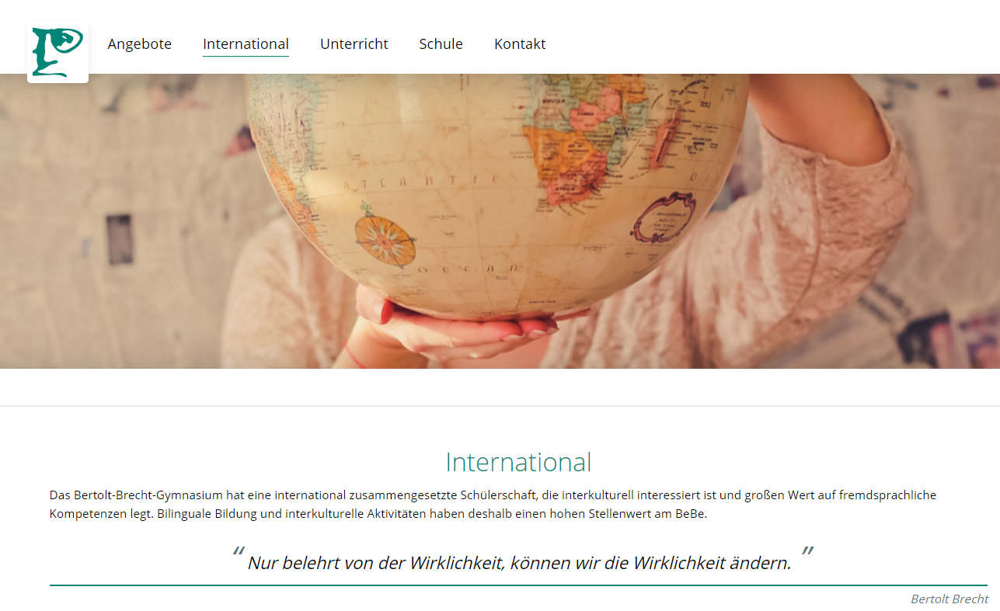 Angebote International Unterricht Schule Kontakt
ATLANTIC
OCEAN
International
Das Bertolt-Brecht-Gymnasium hat eine international zusammengesetzte Schülerschaft, die interkulturell interessiert ist und großen Wert auf fremdsprachliche
Kompetenzen legt. Bilinguale Bildung und interkulturelle Aktivitäten haben deshalb einen hohen Stellenwert am BeBe.
“ Nur belehrt von der Wirklichkeit, können wir die Wirklichkeit ändern. ”
Bertolt Brecht